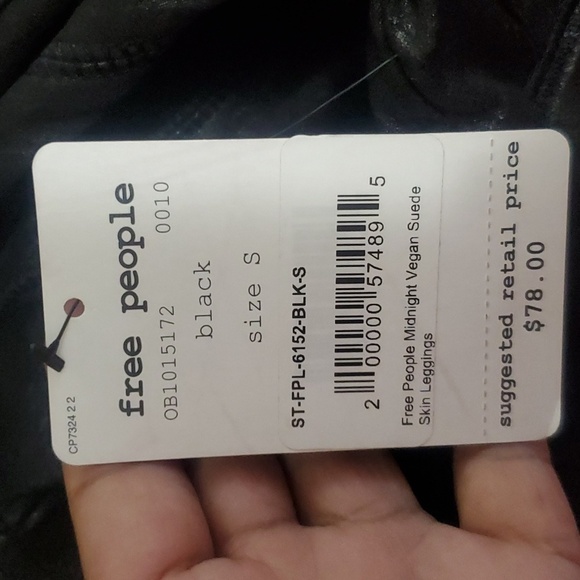 CP7324 2 2
free people
OB1015172 0010
black
size S
ST-FPL-6152-BLK-S
2 00000 57489 5
Free People Midnight Vegan Suede
Skin Leggings
suggested retail price
$78.00